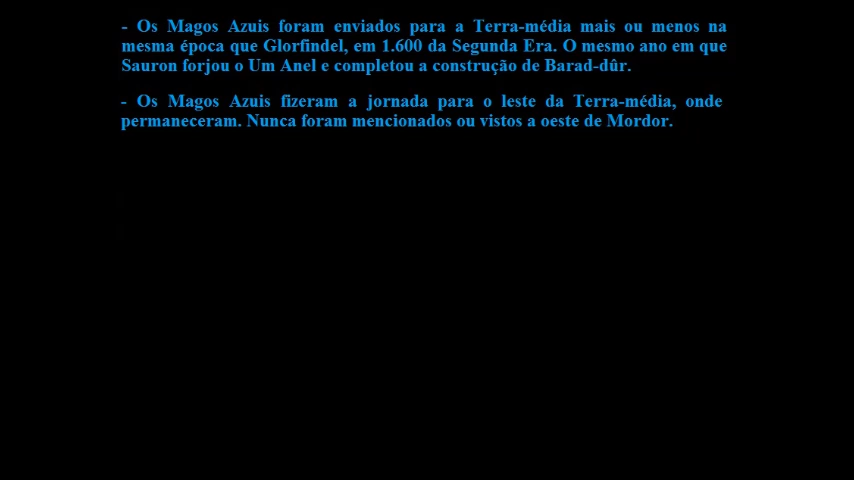 - Os Magos Azuis foram enviados para a Terra-média mais ou menos na
mesma época que Glorfindel, em 1.600 da Segunda Era. O mesmo ano em que
Sauron forjou o Um Anel e completou a construção de Barad-dûr.
- Os Magos Azuis fizeram a jornada para o leste da Terra-média, onde
permaneceram. Nunca foram mencionados ou vistos a oeste de Mordor.